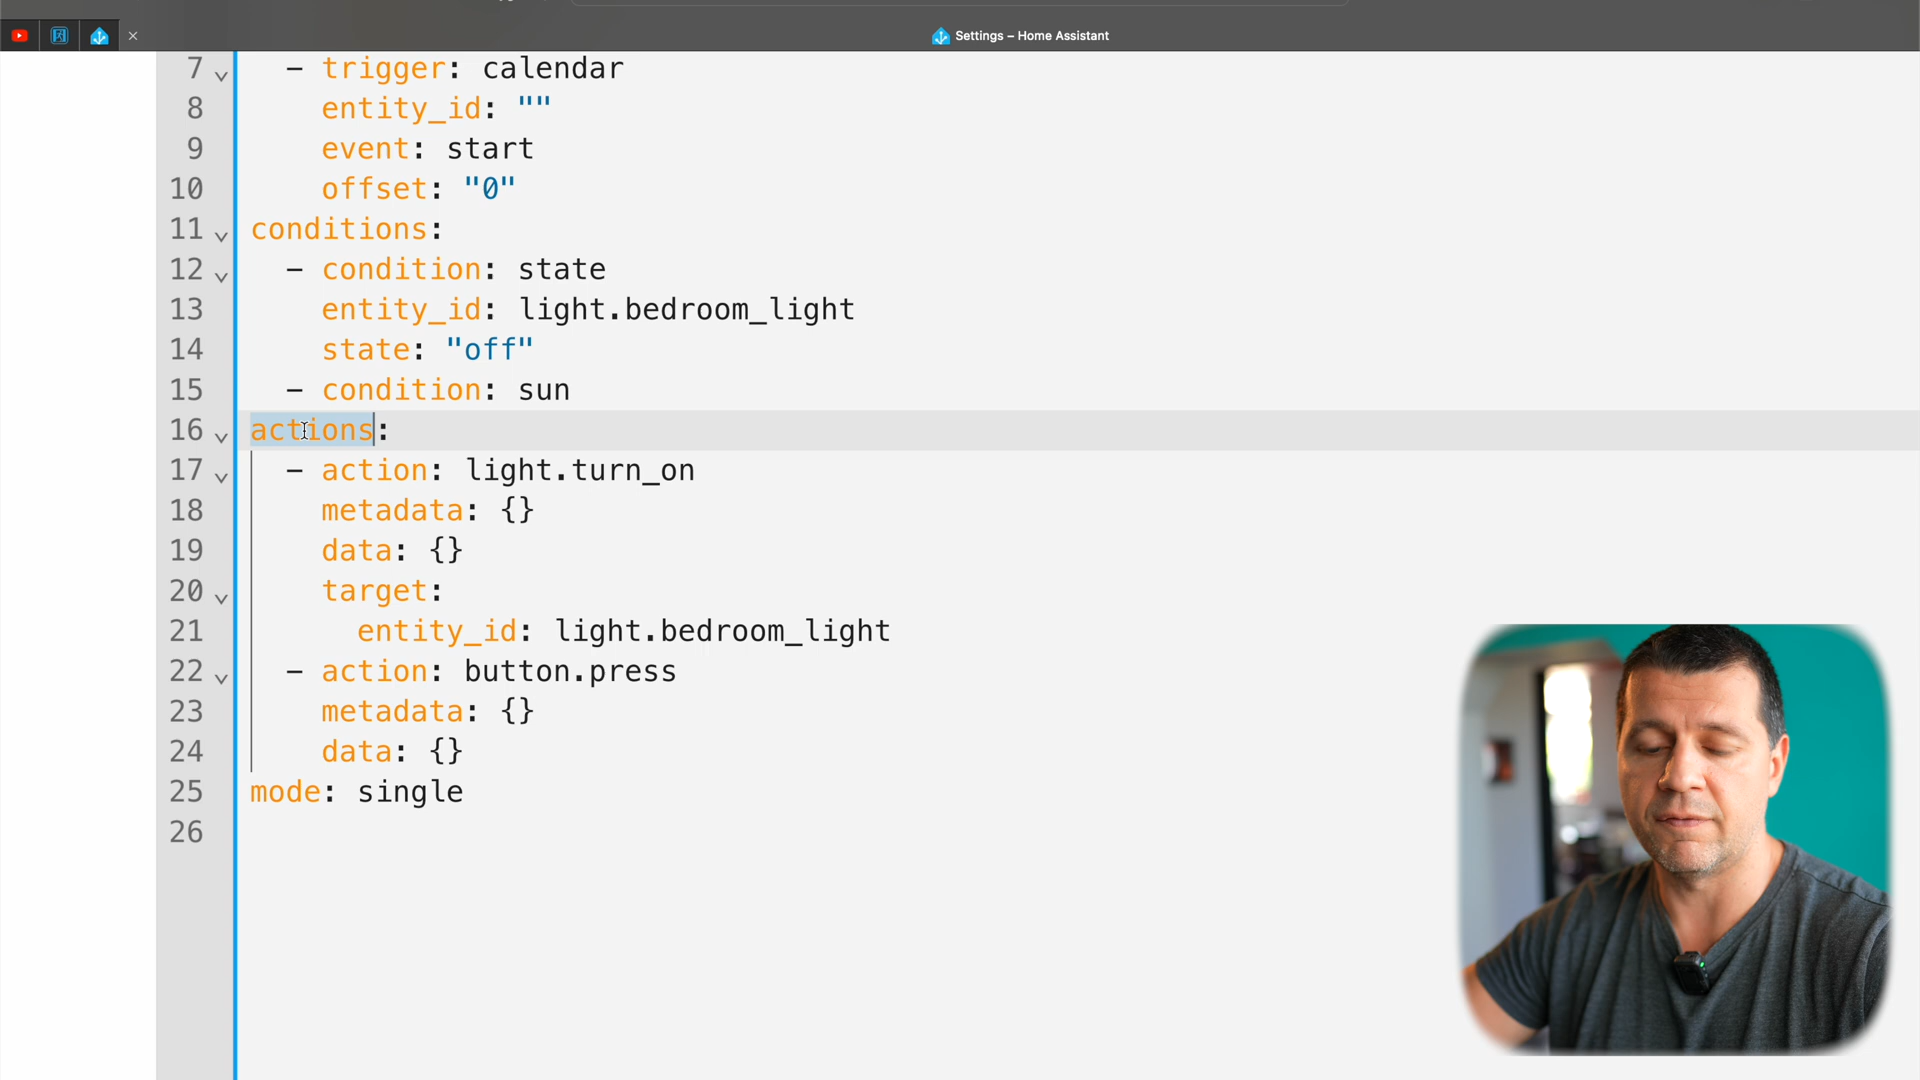 Settings – Home Assistant
7 - trigger: calendar
8 entity_id: ""
9 event: start
10 offset: "0"
11 conditions:
12 - condition: state
13 entity_id: light.bedroom_light
14 state: "off"
15 - condition: sun
16 actions:
17 - action: light.turn_on
18 metadata: {}
19 data: {}
20 target:
21 entity_id: light.bedroom_light
22 - action: button.press
23 metadata: {}
24 data: {}
25 mode: single
26